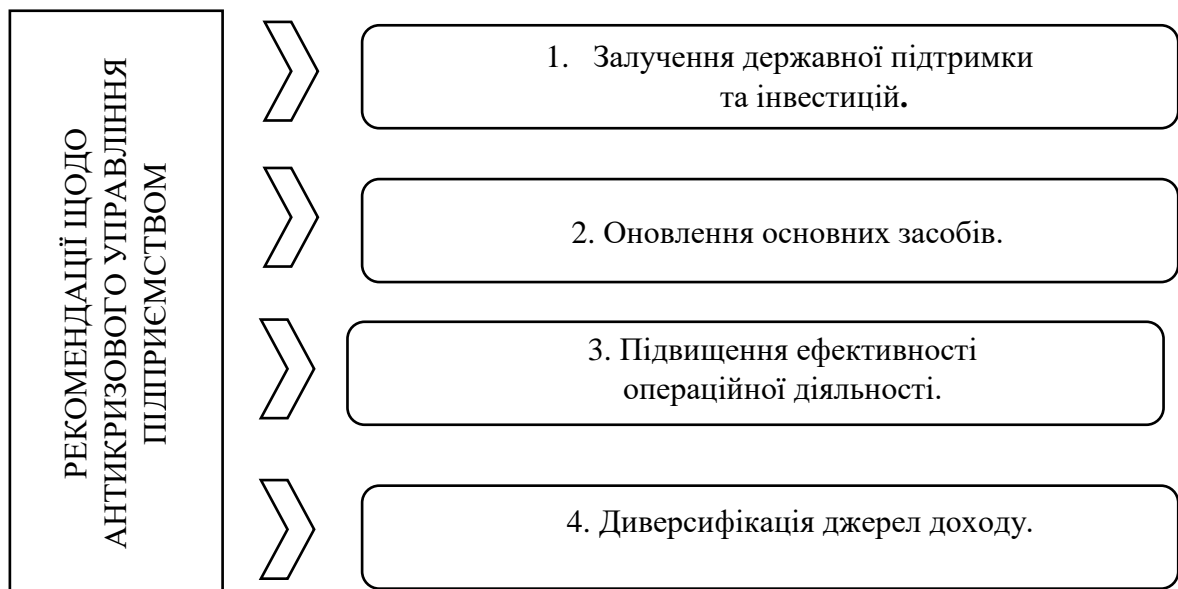 РЕКОМЕНДАЦІЇ ЩОДО
АНТИКРИЗОВОГО УПРАВЛІННЯ
ПІДПРИЄМСТВОМ
1. Залучення державної підтримки
та інвестицій.
2. Оновлення основних засобів.
3. Підвищення ефективності
операційної діяльності.
4. Диверсифікація джерел доходу.